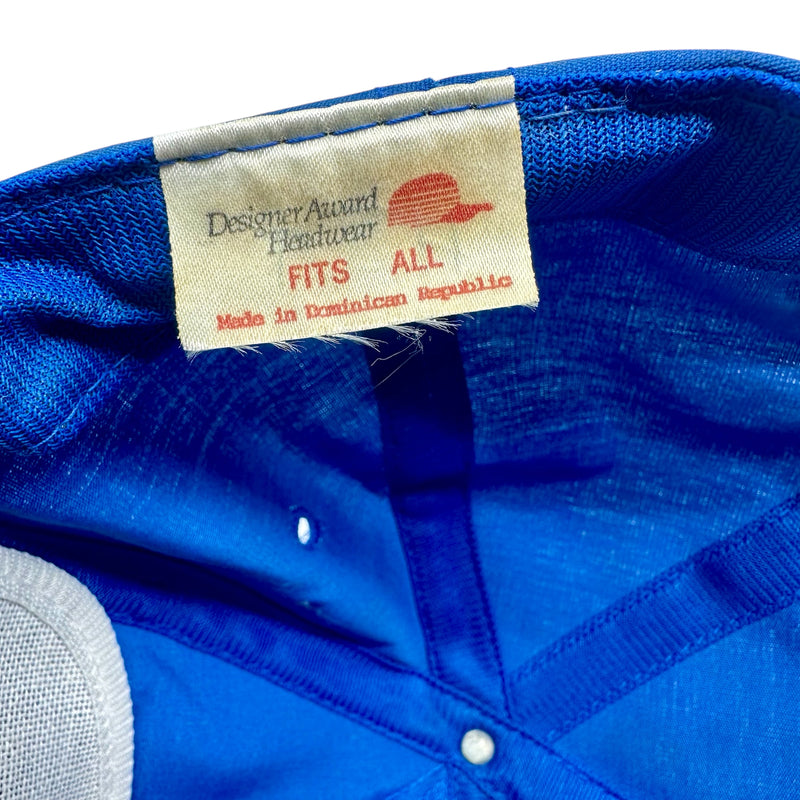 Designer Award
Headwear
FITS ALL
Made in Dominican Republic